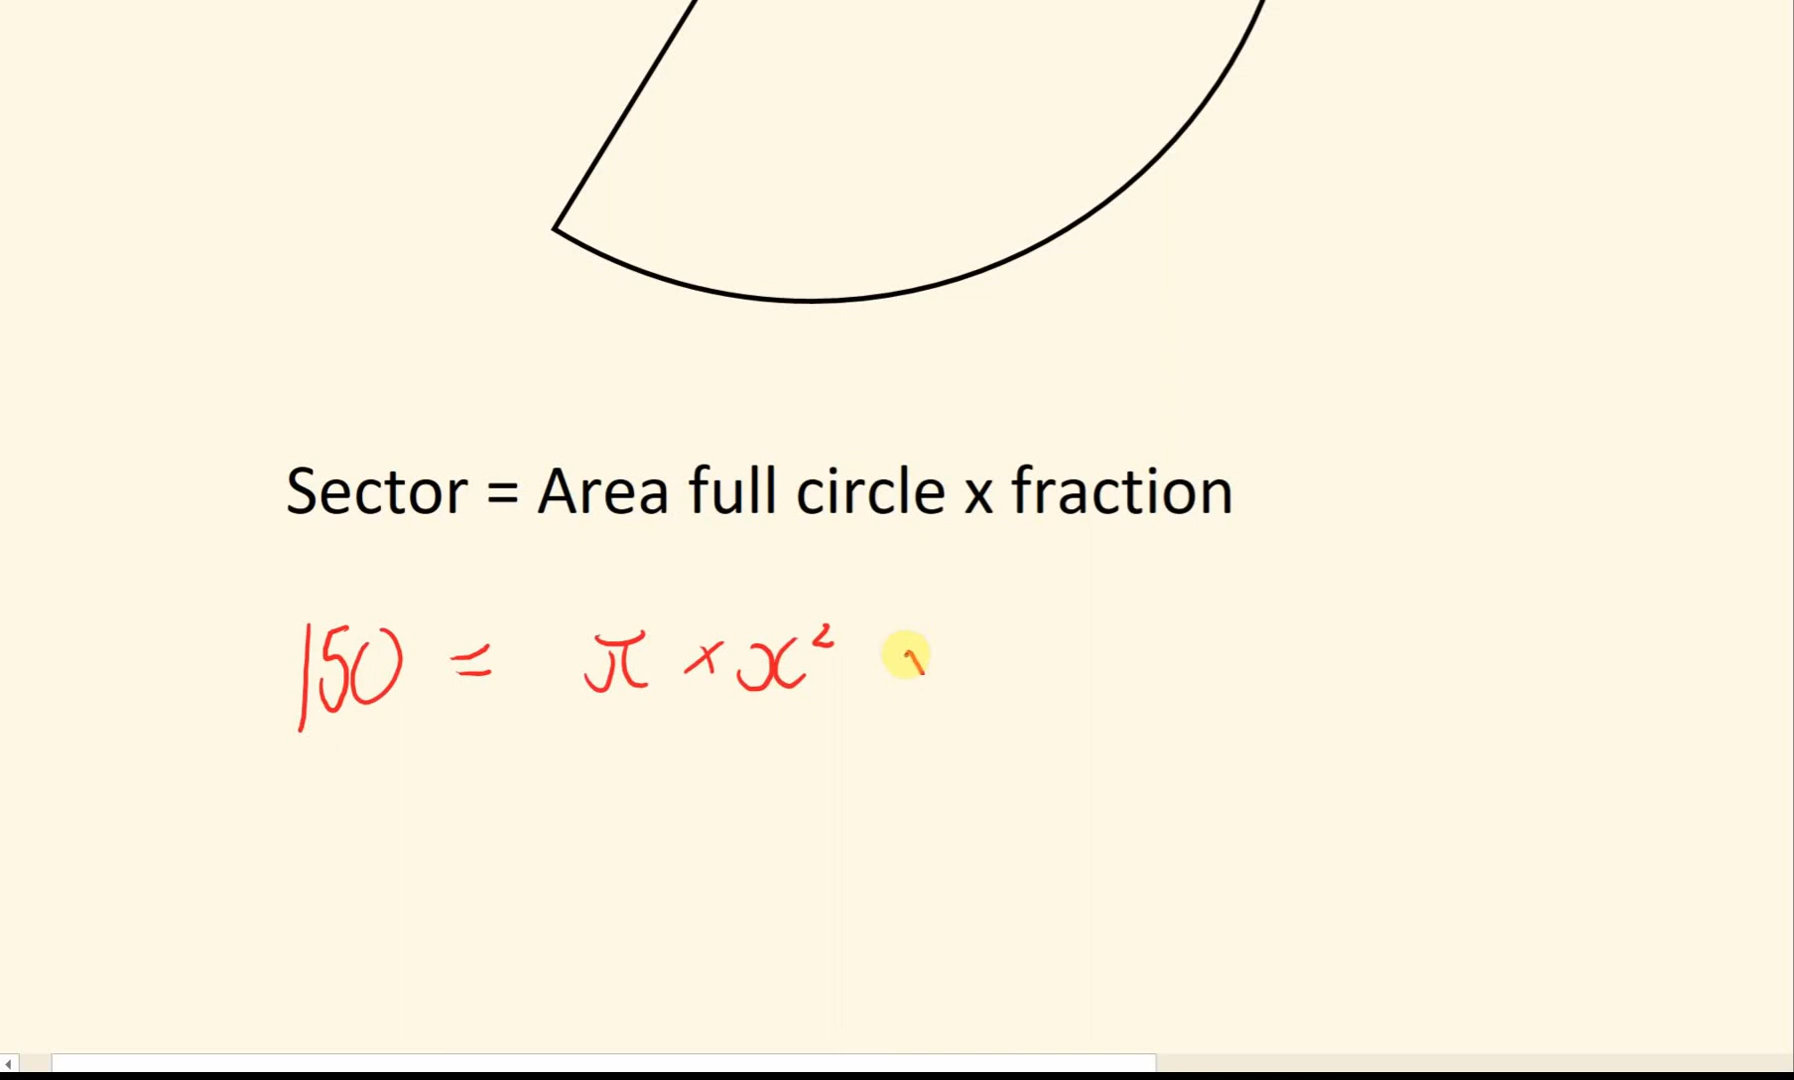 Sector = Area full circle x fraction
150 = π × x²